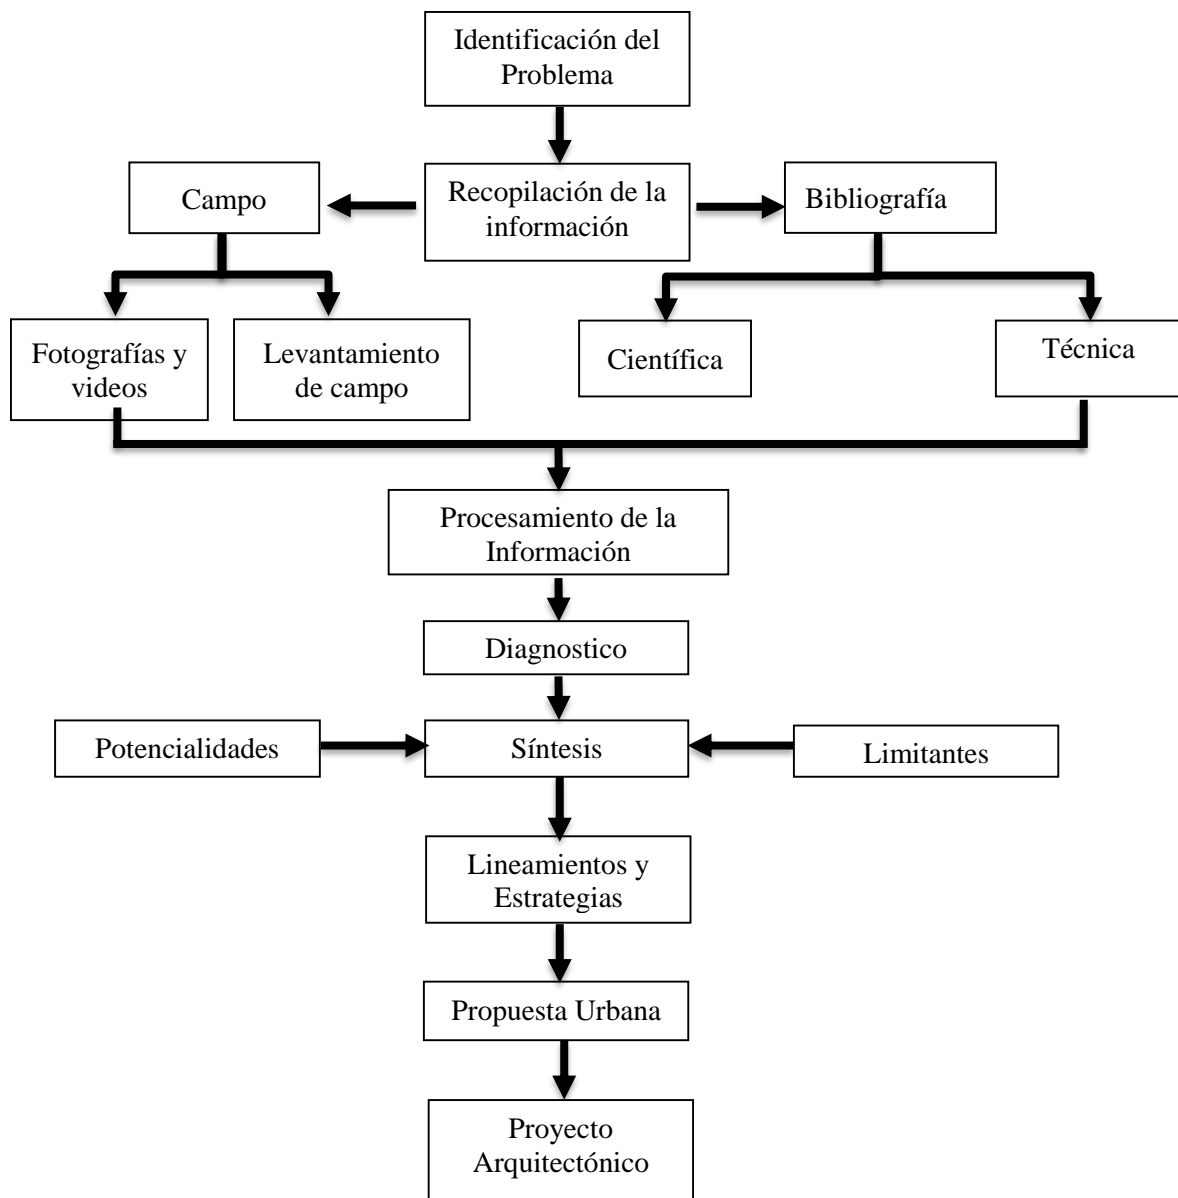 Identificación del
Problema
Campo
Recopilación de la
información
Bibliografía
Fotografías y
videos
Levantamiento
de campo
Científica
Técnica
Procesamiento de la
Información
Diagnostico
Potencialidades
Síntesis
Limitantes
Lineamientos y
Estrategias
Propuesta Urbana
Proyecto
Arquitectónico